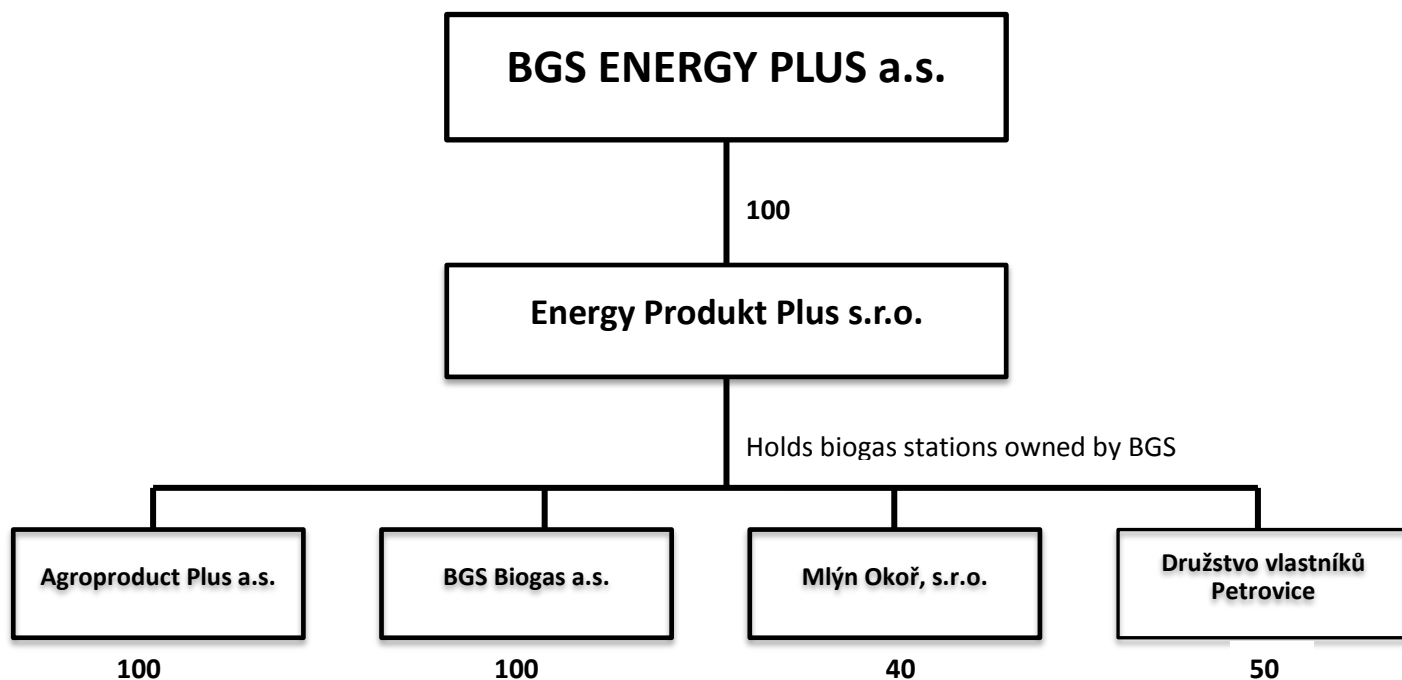 BGS ENERGY PLUS a.s.
100
Energy Produkt Plus s.r.o.
Holds biogas stations owned by BGS
Agroproduct Plus a.s.
BGS Biogas a.s.
Mlýn Okoř, s.r.o.
Družstvo vlastníků
Petrovice
100
100
40
50